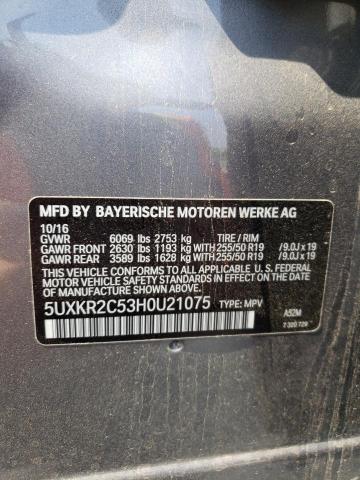 MFD BY BAYERISCHE MOTOREN WERKE AG
10/16
GVWR 6069 lbs 2753 kg TIRE / RIM
GAWR FRONT 2630 lbs 1193 kg WITH 255/50 R19 /9.0J x 19
GAWR REAR 3589 lbs 1628 kg WITH 255/50 R19 /9.0J x 19
THIS VEHICLE CONFORMS TO ALL APPLICABLE U.S. FEDERAL
MOTOR VEHICLE SAFETY STANDARDS IN EFFECT ON THE
DATE OF MANUFACTURE SHOWN ABOVE.
5UXKR2C53H0U21075 TYPE: MPV
A52M
7 320 729